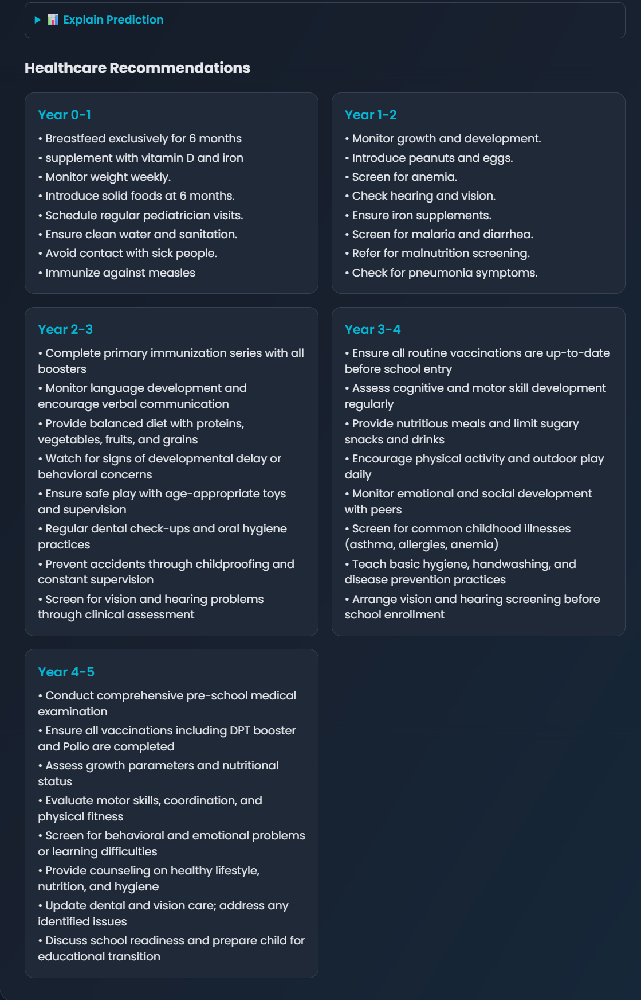 Explain Prediction
Healthcare Recommendations
Year 0-1
• Breastfeed exclusively for 6 months
• supplement with vitamin D and iron
• Monitor weight weekly.
• Introduce solid foods at 6 months.
• Schedule regular pediatrician visits.
• Ensure clean water and sanitation.
• Avoid contact with sick people.
• Immunize against measles
Year 1-2
• Monitor growth and development.
• Introduce peanuts and eggs.
• Screen for anemia.
• Check hearing and vision.
• Ensure iron supplements.
• Screen for malaria and diarrhea.
• Refer for malnutrition screening.
• Check for pneumonia symptoms.
Year 2-3
• Complete primary immunization series with all
boosters
• Monitor language development and
encourage verbal communication
• Provide balanced diet with proteins,
vegetables, fruits, and grains
• Watch for signs of developmental delay or
behavioral concerns
• Ensure safe play with age-appropriate toys
and supervision
• Regular dental check-ups and oral hygiene
practices
• Prevent accidents through childproofing and
constant supervision
• Screen for vision and hearing problems
through clinical assessment
Year 3-4
• Ensure all routine vaccinations are up-to-date
before school entry
• Assess cognitive and motor skill development
regularly
• Provide nutritious meals and limit sugary
snacks and drinks
• Encourage physical activity and outdoor play
daily
• Monitor emotional and social development
with peers
• Screen for common childhood illnesses
(asthma, allergies, anemia)
• Teach basic hygiene, handwashing, and
disease prevention practices
• Arrange vision and hearing screening before
school enrollment
Year 4-5
• Conduct comprehensive pre-school medical
examination
• Ensure all vaccinations including DPT booster
and Polio are completed
• Assess growth parameters and nutritional
status
• Evaluate motor skills, coordination, and
physical fitness
• Screen for behavioral and emotional problems
or learning difficulties
• Provide counseling on healthy lifestyle,
nutrition, and hygiene
• Update dental and vision care; address any
identified issues
• Discuss school readiness and prepare child for
educational transition